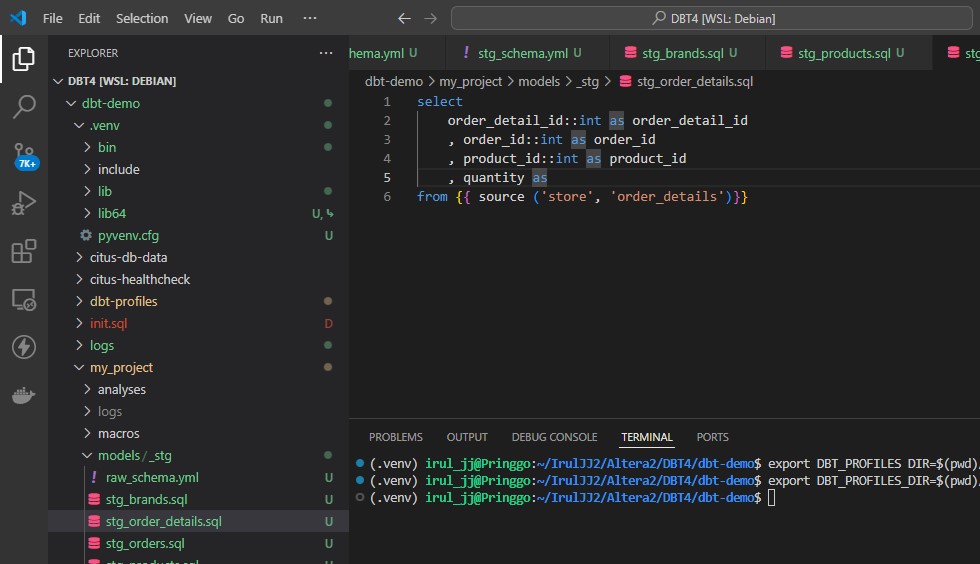 File Edit Selection View Go Run ··· ← → DBT4 [WSL: Debian]
EXPLORER ···
hema.yml U ! stg_schema.yml U stg_brands.sql U stg_products.sql U stg
DBT4 [WSL: DEBIAN]
dbt-demo > my_project > models > _stg > stg_order_details.sql
dbt-demo
.venv
bin
include
lib
lib64 U,
pyvenv.cfg U
citus-db-data
citus-healthcheck
dbt-profiles
init.sql D
logs
my_project
analyses
logs
macros
models / _stg
! raw_schema.yml U
stg_brands.sql U
stg_order_details.sql U
stg_orders.sql U
stg_products.sql U
7K+
1 select
2 order_detail_id::int as order_detail_id
3 , order_id::int as order_id
4 , product_id::int as product_id
5 , quantity as
6 from {{ source ('store', 'order_details')}}
PROBLEMS OUTPUT DEBUG CONSOLE TERMINAL PORTS
(.venv) irul_jj@Pringgo:~/IrulJJ2/Altera2/DBT4/dbt-demo$ export DBT_PROFILES DIR=$(pwd)
(.venv) irul_jj@Pringgo:~/IrulJJ2/Altera2/DBT4/dbt-demo$ export DBT_PROFILES_DIR=$(pwd)
(.venv) irul_jj@Pringgo:~/IrulJJ2/Altera2/DBT4/dbt-demo$